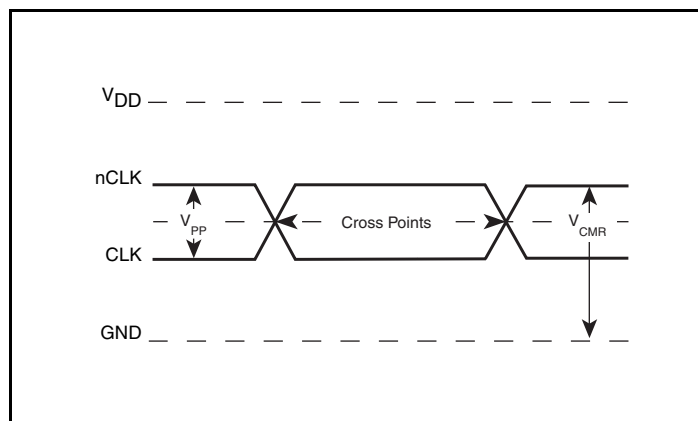 VDD
nCLK
VPP
Cross Points
VCMR
CLK
GND